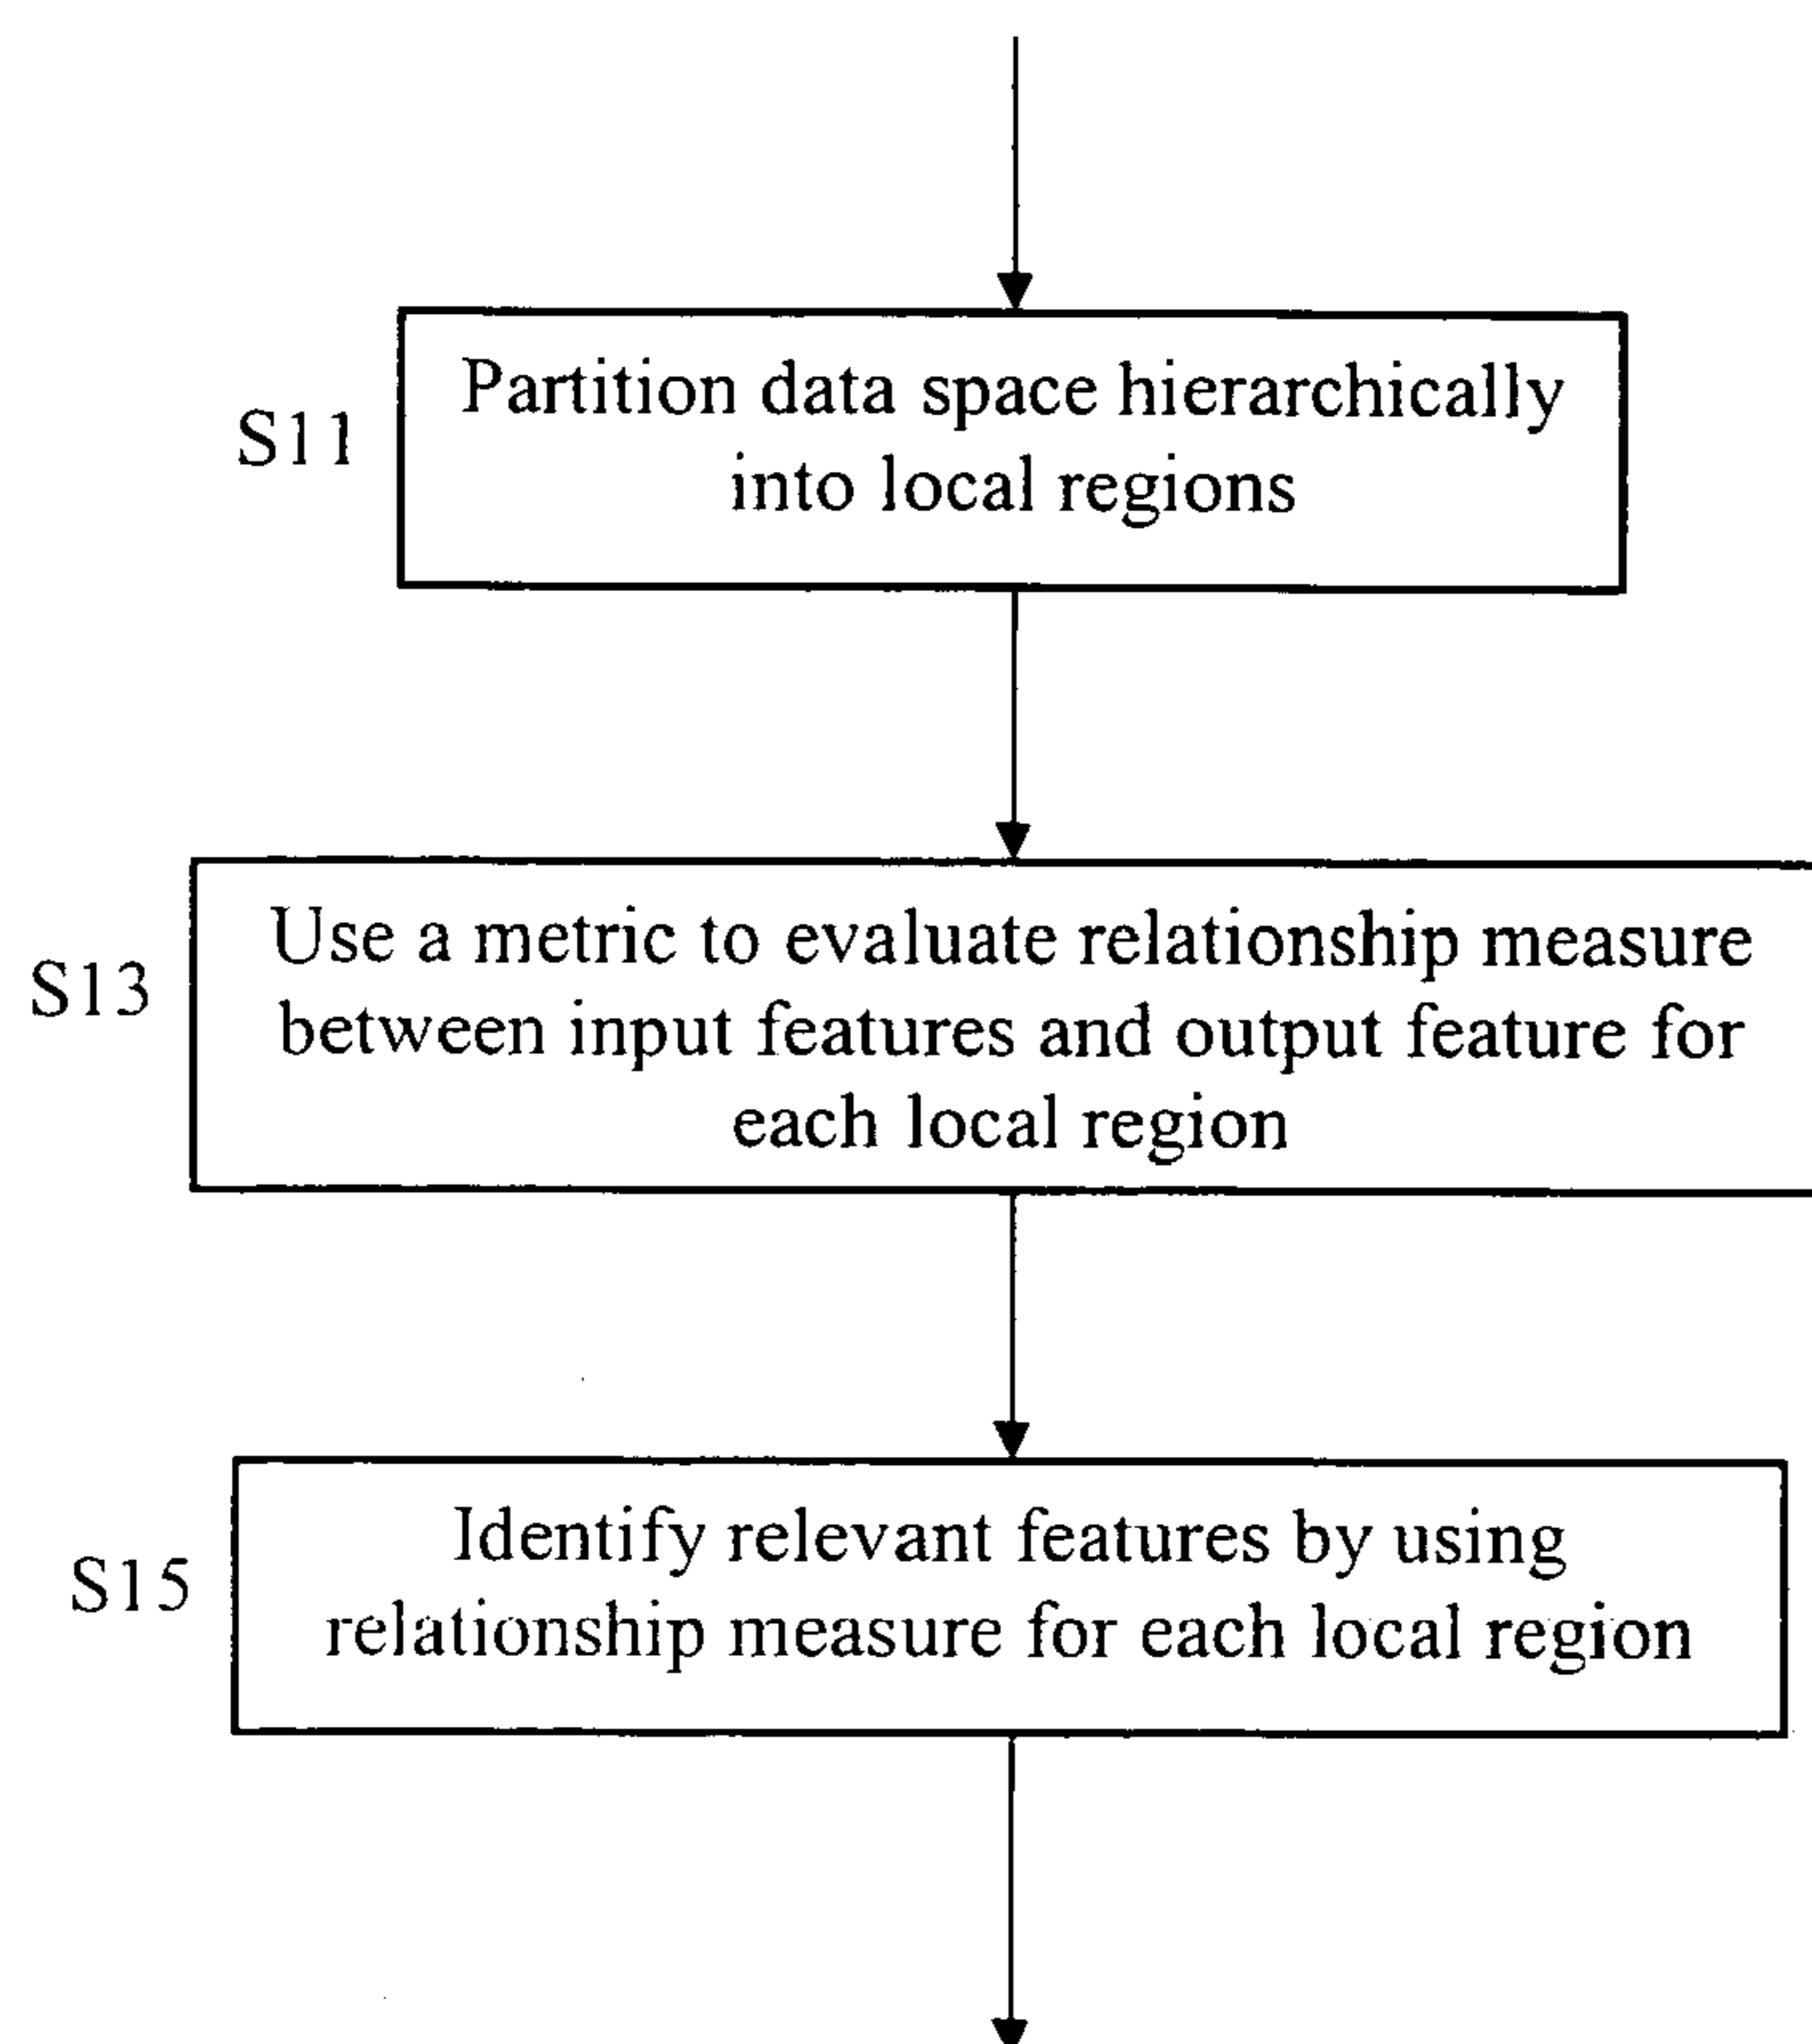 S11
Partition data space hierarchically
into local regions
S13
Use a metric to evaluate relationship measure
between input features and output feature for
each local region
S15
Identify relevant features by using
relationship measure for each local region